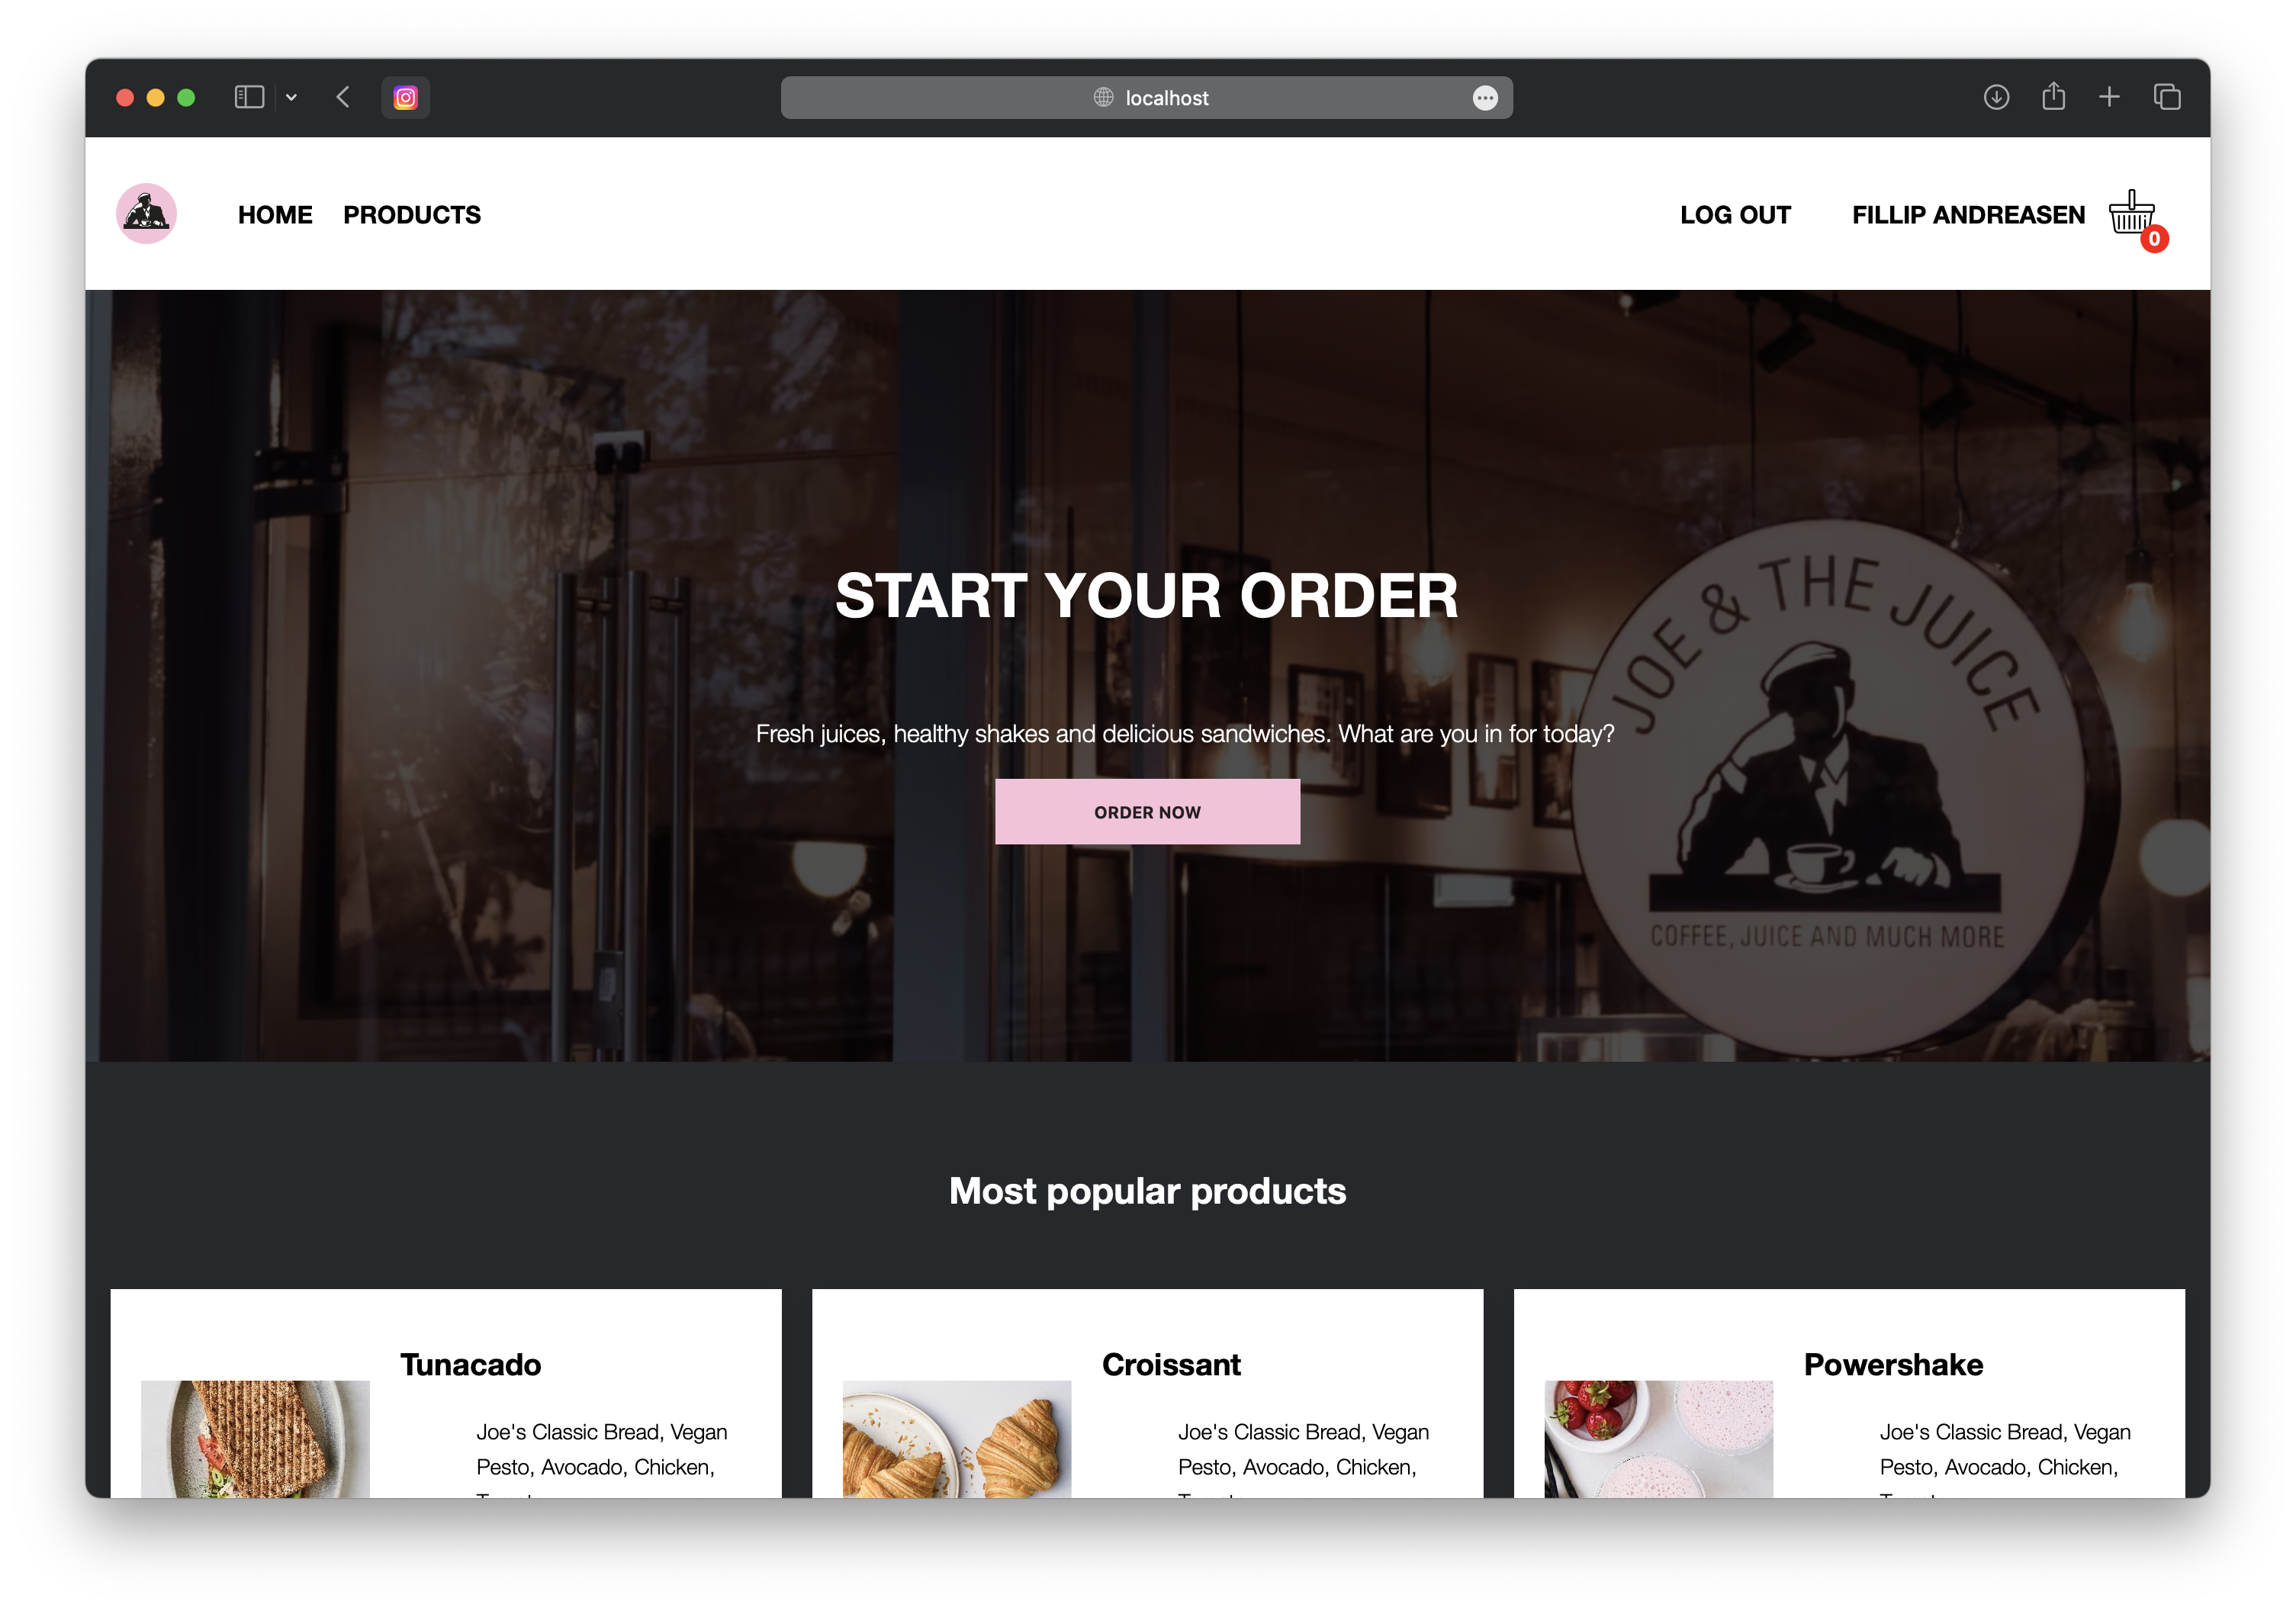 localhost
HOME PRODUCTS LOG OUT FILLIP ANDREASEN
0
START YOUR ORDER
JOE & THE JUICE
Fresh juices, healthy shakes and delicious sandwiches. What are you in for today?
ORDER NOW
COFFEE, JUICE AND MUCH MORE
Most popular products
Tunacado
Joe's Classic Bread, Vegan
Pesto, Avocado, Chicken,
Croissant
Joe's Classic Bread, Vegan
Pesto, Avocado, Chicken,
Powershake
Joe's Classic Bread, Vegan
Pesto, Avocado, Chicken,